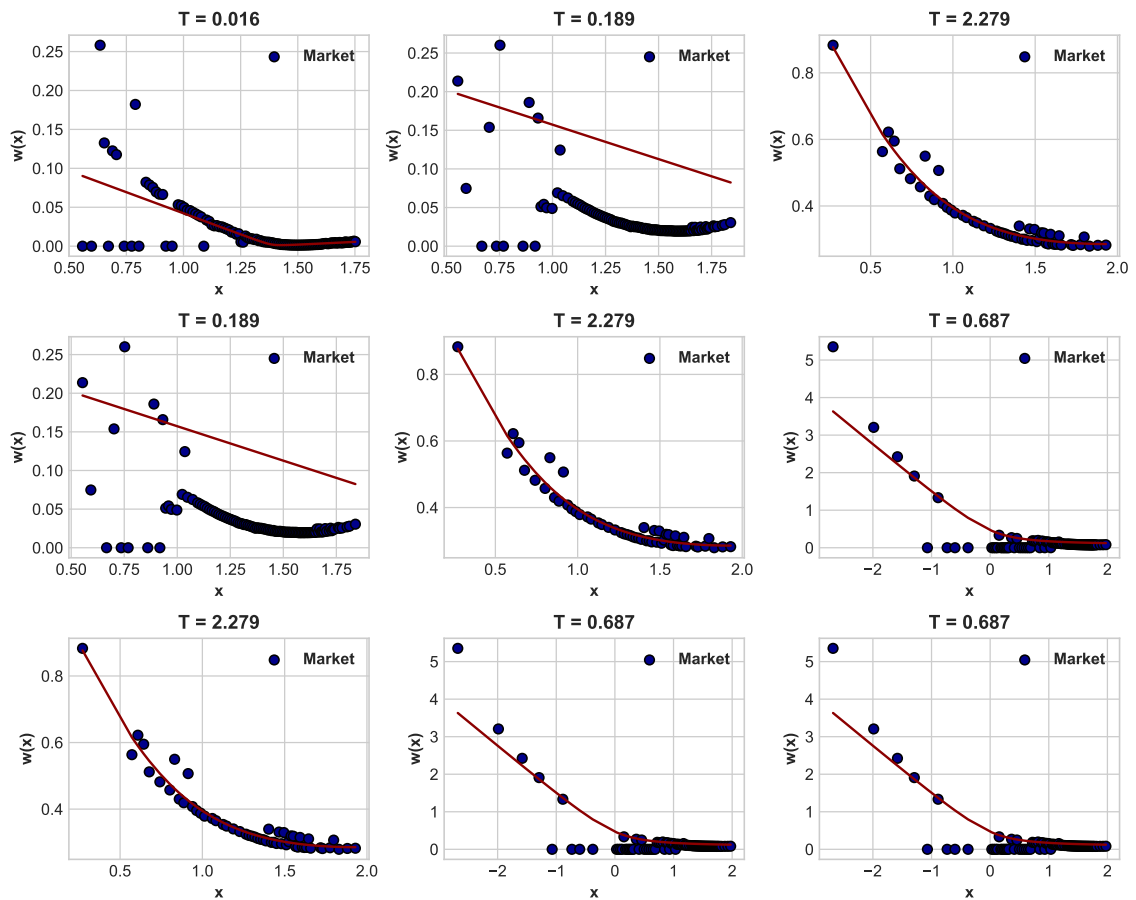 T = 0.016
Market
w(x)
0.25
0.20
0.15
0.10
0.05
0.00
0.50 0.75 1.00 1.25 1.50 1.75
x
T = 0.189
Market
w(x)
0.25
0.20
0.15
0.10
0.05
0.00
0.50 0.75 1.00 1.25 1.50 1.75
x
T = 2.279
Market
w(x)
0.8
0.6
0.4
0.5 1.0 1.5 2.0
x
T = 0.189
Market
w(x)
0.25
0.20
0.15
0.10
0.05
0.00
0.50 0.75 1.00 1.25 1.50 1.75
x
T = 2.279
Market
w(x)
0.8
0.6
0.4
0.5 1.0 1.5 2.0
x
T = 0.687
Market
w(x)
5
4
3
2
1
0
−2 −1 0 1 2
x
T = 2.279
Market
w(x)
0.8
0.6
0.4
0.5 1.0 1.5 2.0
x
T = 0.687
Market
w(x)
5
4
3
2
1
0
−2 −1 0 1 2
x
T = 0.687
Market
w(x)
5
4
3
2
1
0
−2 −1 0 1 2
x